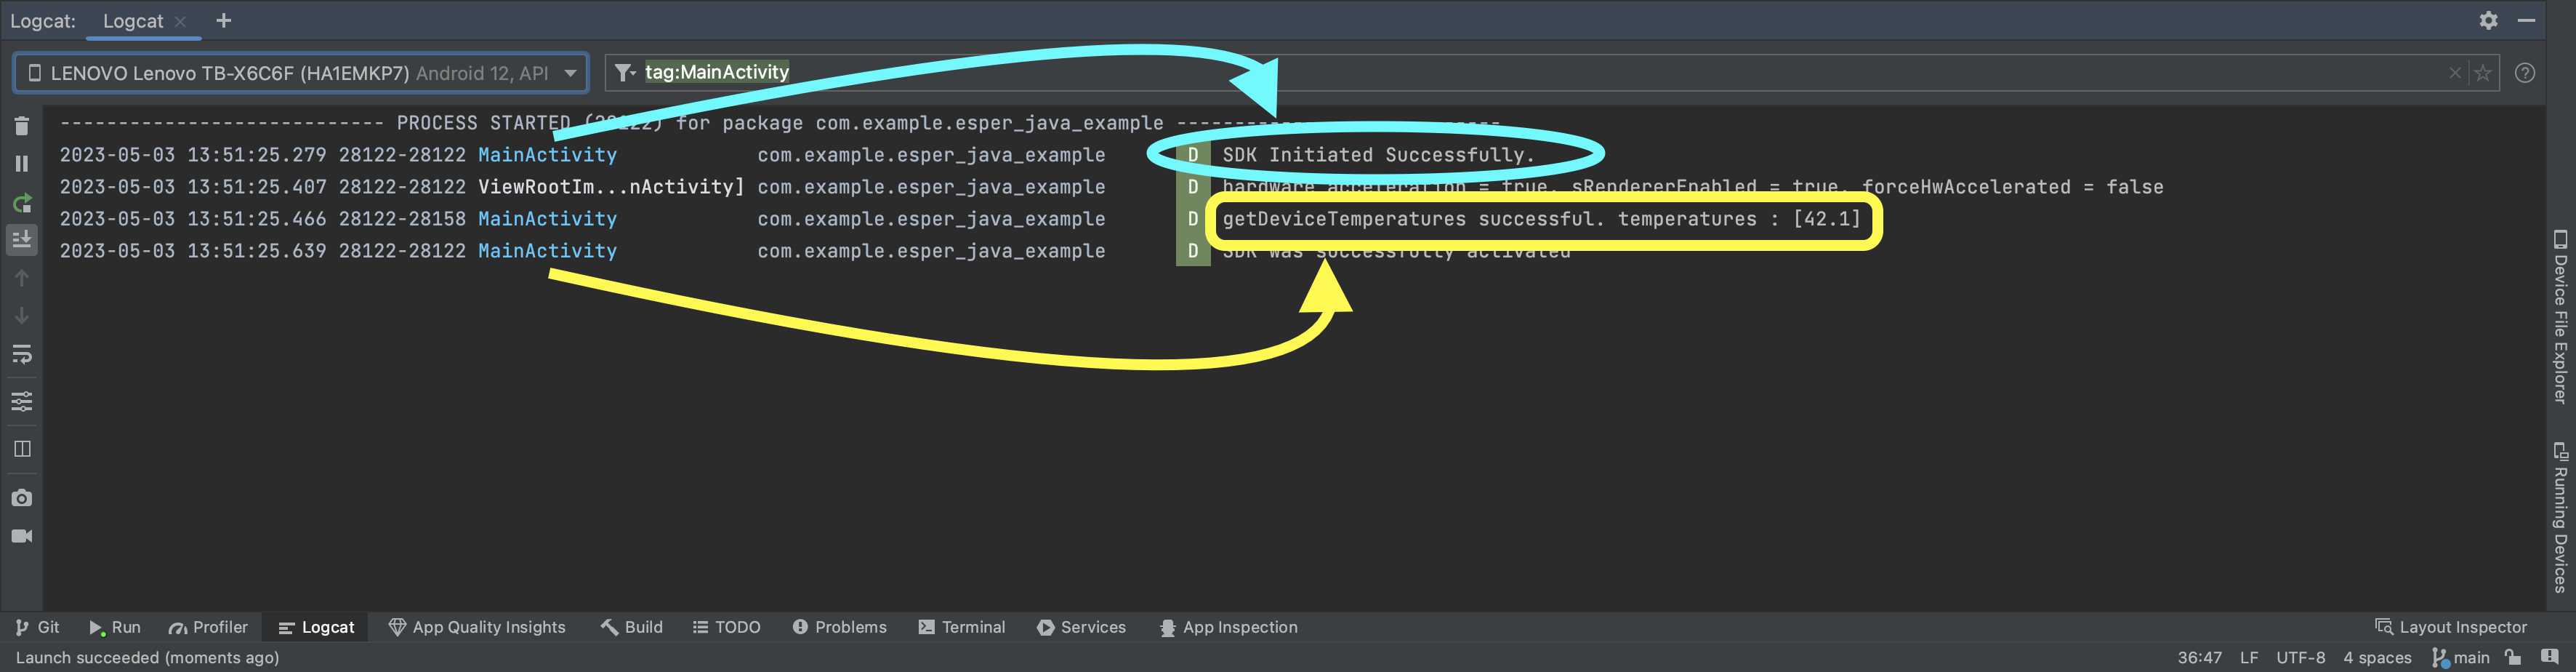 Logcat: Logcat
LENOVO Lenovo TB-X6C6F (HA1EMKP7) Android 12, API tag:MainActivity
---------------------------- PROCESS STARTED (28122) for package com.example.esper_java_example ----------------------------
2023-05-03 13:51:25.279 28122-28122 MainActivity com.example.esper_java_example D SDK Initiated Successfully.
2023-05-03 13:51:25.407 28122-28122 ViewRootIm...nActivity] com.example.esper_java_example D hardware acceleration = true, sRendererEnabled = true, forceHwAccelerated = false
2023-05-03 13:51:25.466 28122-28158 MainActivity com.example.esper_java_example D getDeviceTemperatures successful. temperatures : [42.1]
2023-05-03 13:51:25.639 28122-28122 MainActivity com.example.esper_java_example D SDK was successfully activated
Device File Explorer
Running Devices
Git Run Profiler Logcat App Quality Insights Build TODO Problems Terminal Services App Inspection Layout Inspector
Launch succeeded (moments ago) 36:47 LF UTF-8 4 spaces main